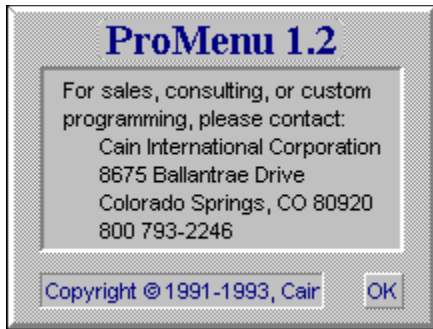 ProMenu 1.2
For sales, consulting, or custom
programming, please contact:
Cain International Corporation
8675 Ballantrae Drive
Colorado Springs, CO 80920
800 793-2246
Copyright © 1991-1993, Cair
OK